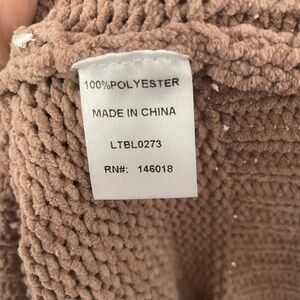 100%POLYESTER
MADE IN CHINA
LTBL0273
RN#: 146018